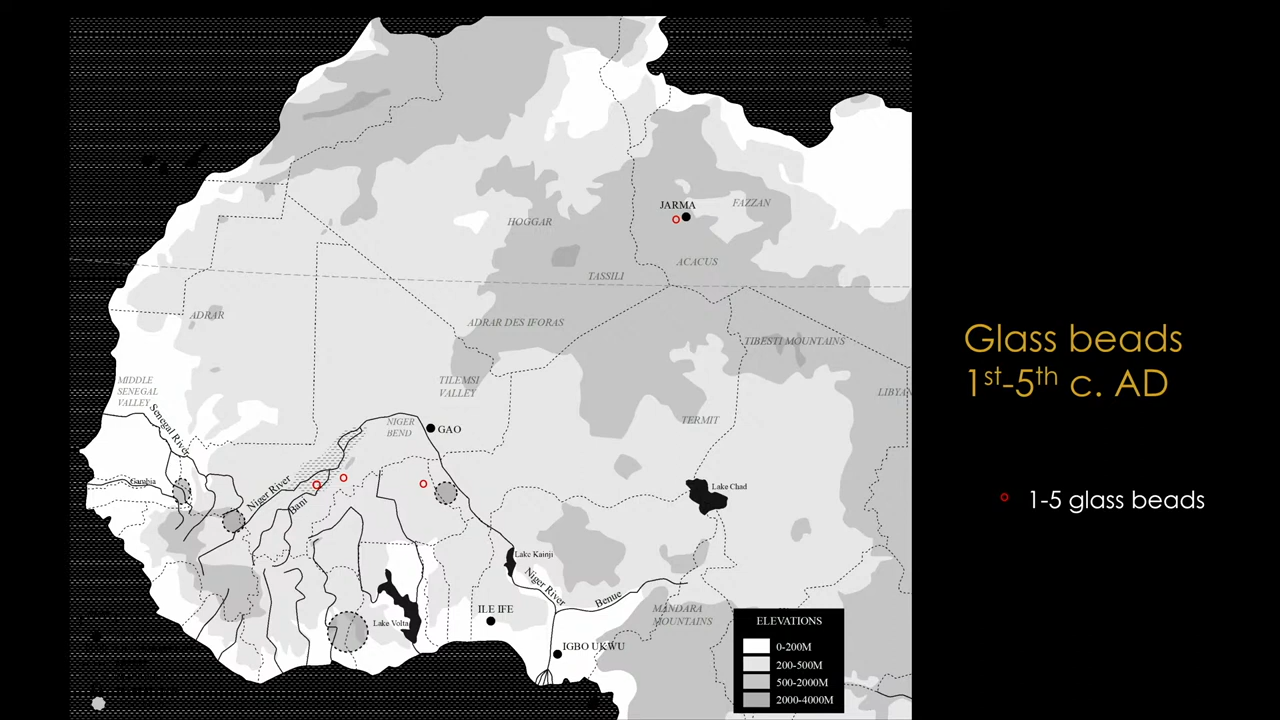 JARMA
FAZZAN
HOGGAR
ACACUS
TASSILI
ADRAR
ADRAR DES IFORAS
TIBESTI MOUNTAINS
MIDDLE
SENEGAL
VALLEY
TILEMSI
VALLEY
LIBYAN
Senegal River
NIGER
BEND
GAO
TERMIT
Gambia
Niger River
Bani
Lake Chad
Lake Kainji
Niger River
Benue
ILE IFE
Lake Volta
MANDARA
MOUNTAINS
IGBO UKWU
ELEVATIONS
0-200M
200-500M
500-2000M
2000-4000M
Glass beads
1st-5th c. AD
1-5 glass beads